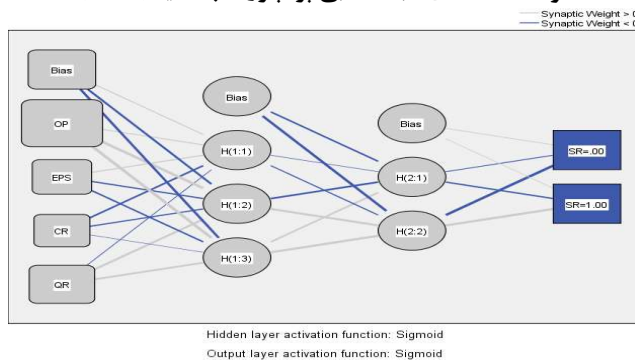 Synaptic Weight > 0
Synaptic Weight < 0
Bias
OP
EPS
CR
QR
Bias
H(1:1)
H(1:2)
H(1:3)
Bias
H(2:1)
H(2:2)
SR=.00
SR=1.00
Hidden layer activation function: Sigmoid
Output layer activation function: Sigmoid